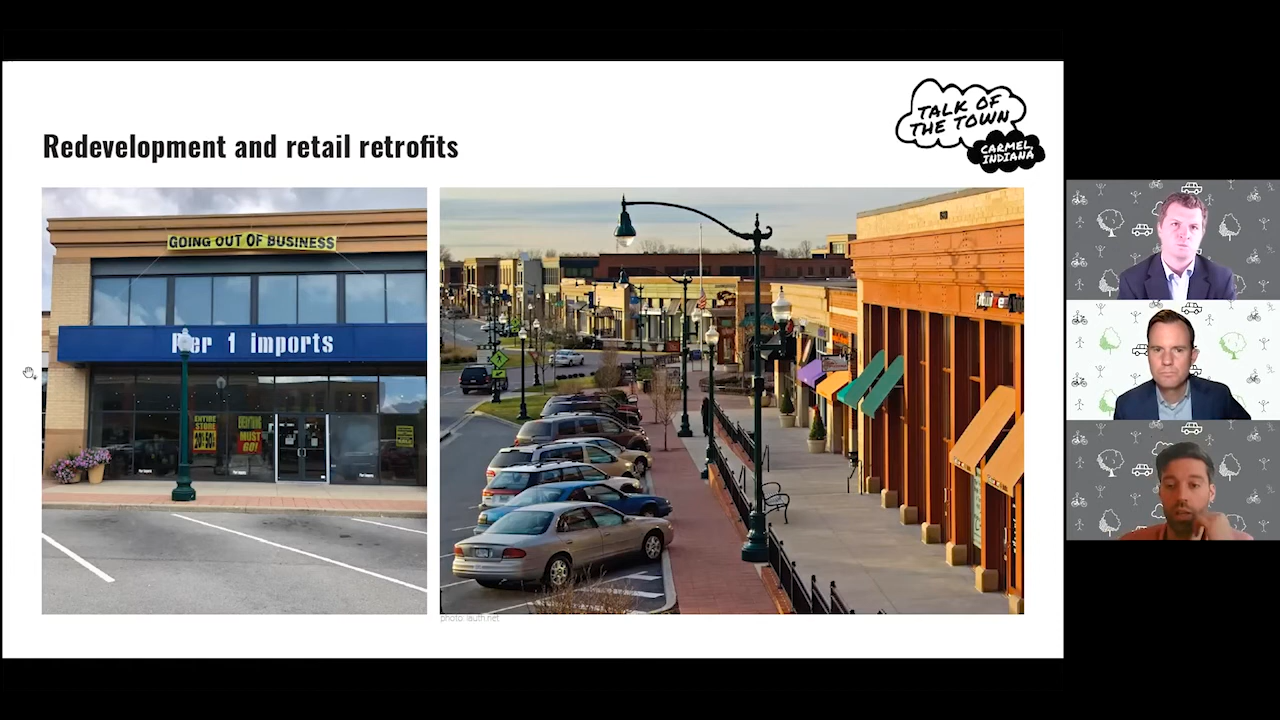 TALK OF
THE TOWN
CARMEL,
INDIANA
Redevelopment and retail retrofits
GOING OUT OF BUSINESS
Pier 1 imports
ENTIRE
STORE
EVERYTHING
MUST
GO!
photo: lauth.net